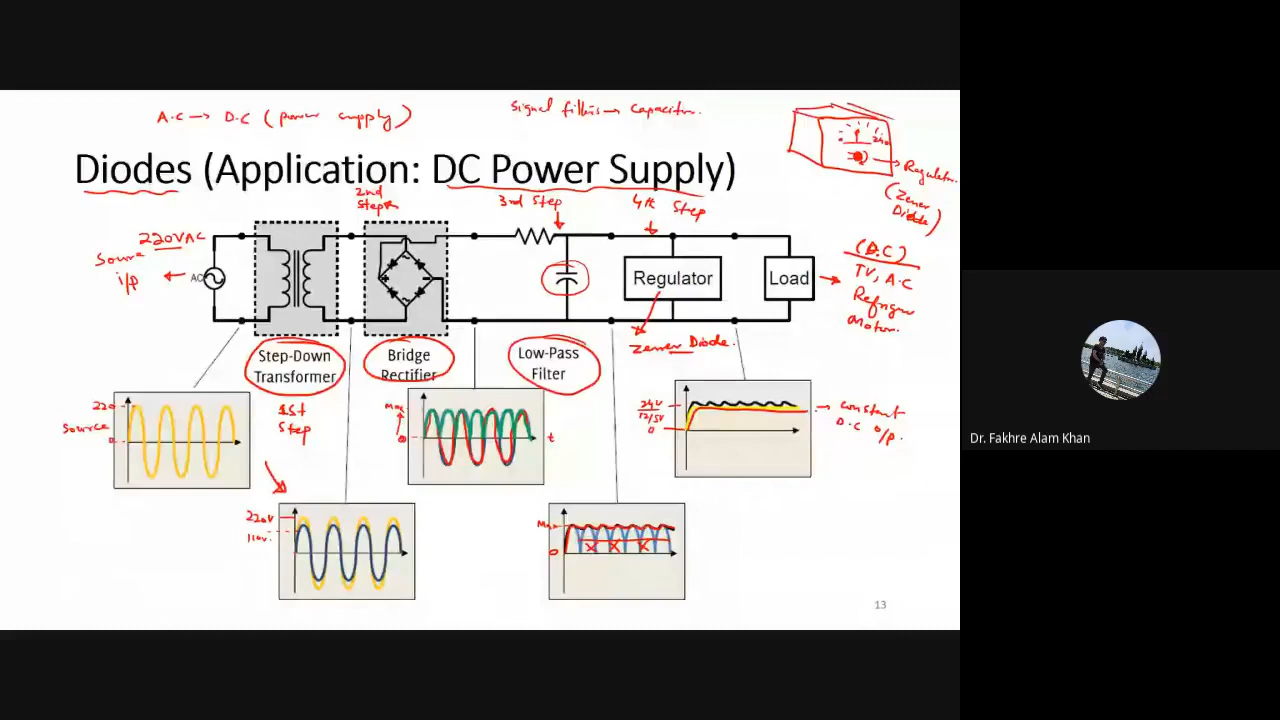 A.C → D.C (power supply)
Signal filters → Capacitor.
Diodes (Application: DC Power Supply)
Regulator.
(Zener
Diode)
2nd
Step
3rd Step
4th Step
220VAC
Source
i/p
AC
Regulator
Load
(D.C)
TV, A.C
Motor.
Zener Diode.
Step-Down
Transformer
Bridge
Rectifier
Low-Pass
Filter
1st
Step
220
Source
0
Max
0
t
24V
12/5V
0
constant
D.C o/p.
220V
110V.
Max
0
x x x
13
Dr. Fakhre Alam Khan